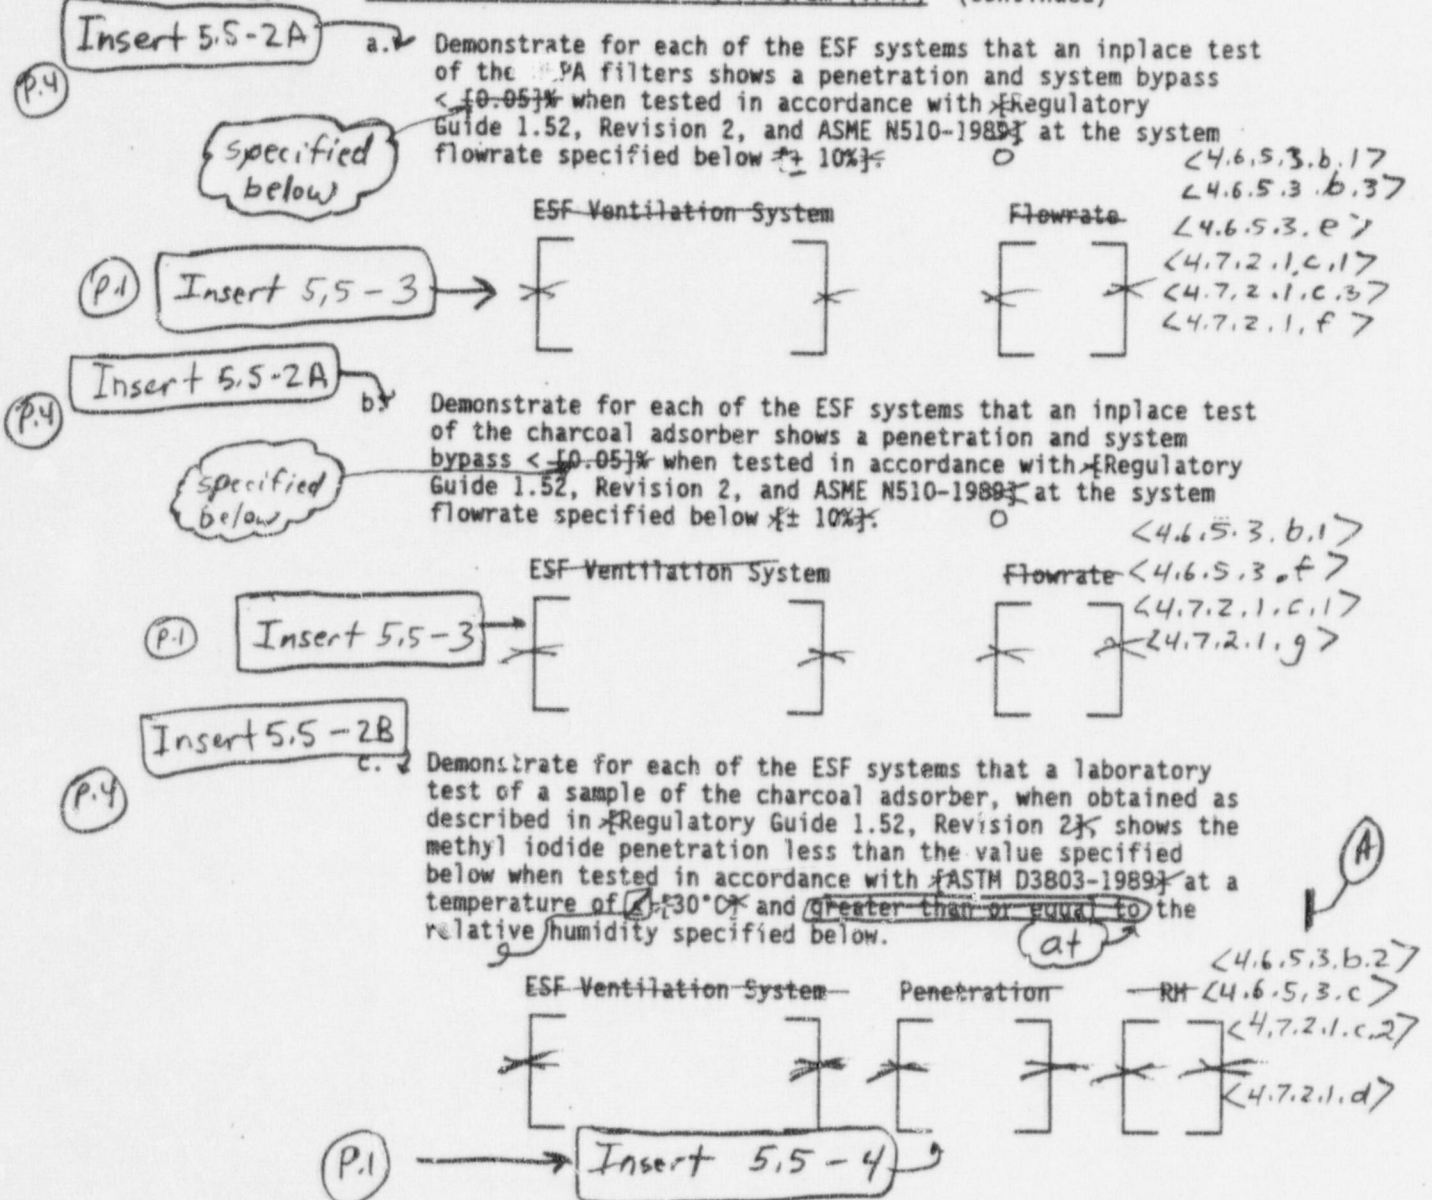 (continued)
Insert 5.5-2A
P.4
a. Demonstrate for each of the ESF systems that an inplace test
of the PA filters shows a penetration and system bypass
< [0.05]% when tested in accordance with [Regulatory
Guide 1.52, Revision 2, and ASME N510-1989] at the system
flowrate specified below [± 10%].
0
specified
below
<4.6.5.3.b.1>
<4.6.5.3.b.3>
<4.6.5.3.e>
<4.7.2.1.c.1>
<4.7.2.1.c.3>
<4.7.2.1.f>
ESF Ventilation System Flowrate
P.1 Insert 5.5-3
Insert 5.5-2A
P.4
b. Demonstrate for each of the ESF systems that an inplace test
of the charcoal adsorber shows a penetration and system
bypass < [0.05]% when tested in accordance with [Regulatory
Guide 1.52, Revision 2, and ASME N510-1989] at the system
flowrate specified below [± 10%].
0
specified
below
<4.6.5.3.b.1>
<4.6.5.3.f>
<4.7.2.1.c.1>
<4.7.2.1.g>
ESF Ventilation System Flowrate
P.1 Insert 5.5-3
Insert 5.5-2B
P.4
c. Demonstrate for each of the ESF systems that a laboratory
test of a sample of the charcoal adsorber, when obtained as
described in [Regulatory Guide 1.52, Revision 2], shows the
methyl iodide penetration less than the value specified
below when tested in accordance with [ASTM D3803-1989] at a
temperature of ≤ [30°C] and greater than or equal to the
relative humidity specified below.
at
A
<4.6.5.3.b.2>
<4.6.5.3.c>
<4.7.2.1.c.2>
<4.7.2.1.d>
ESF Ventilation System Penetration RH
P.1 Insert 5.5-4